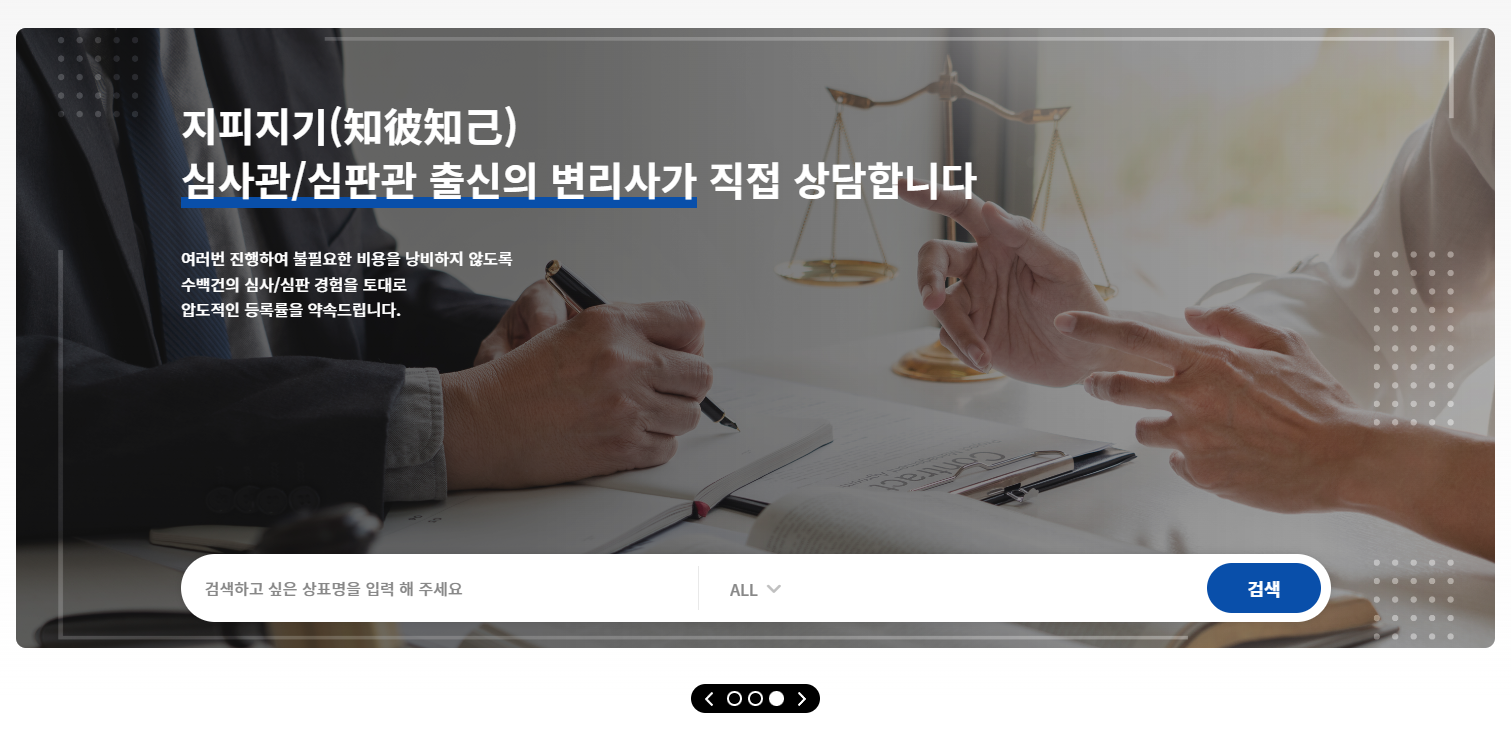 지피지기(知彼知己)
심사관/심판관 출신의 변리사가 직접 상담합니다
여러번 진행하여 불필요한 비용을 낭비하지 않도록
수백건의 심사/심판 경험을 토대로
압도적인 등록률을 약속드립니다.
Contract
검색하고 싶은 상표명을 입력 해 주세요
ALL
검색